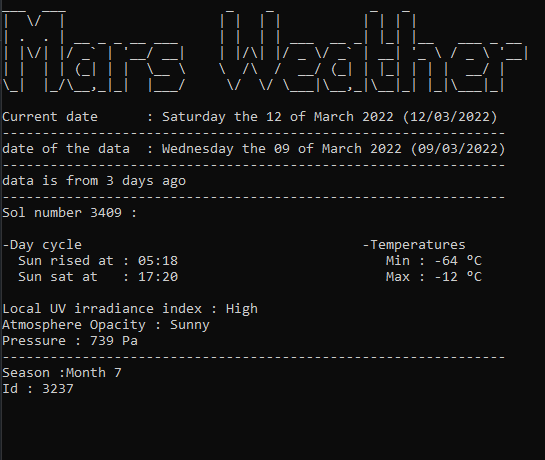 Mars Weather
Current date      : Saturday the 12 of March 2022 (12/03/2022)
date of the data  : Wednesday the 09 of March 2022 (09/03/2022)
data is from 3 days ago
Sol number 3409 :
-Day cycle                                   -Temperatures
Sun rised at : 05:18                          Min : -64 ºC
Sun sat at   : 17:20                          Max : -12 ºC
Local UV irradiance index : High
Atmosphere Opacity : Sunny
Pressure : 739 Pa
Season :Month 7
Id : 3237